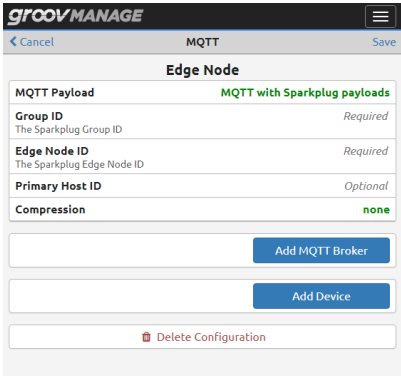 groov MANAGE
Cancel MQTT Save
Edge Node
MQTT Payload MQTT with Sparkplug payloads
Group ID Required
The Sparkplug Group ID
Edge Node ID Required
The Sparkplug Edge Node ID
Primary Host ID Optional
Compression none
Add MQTT Broker
Add Device
Delete Configuration